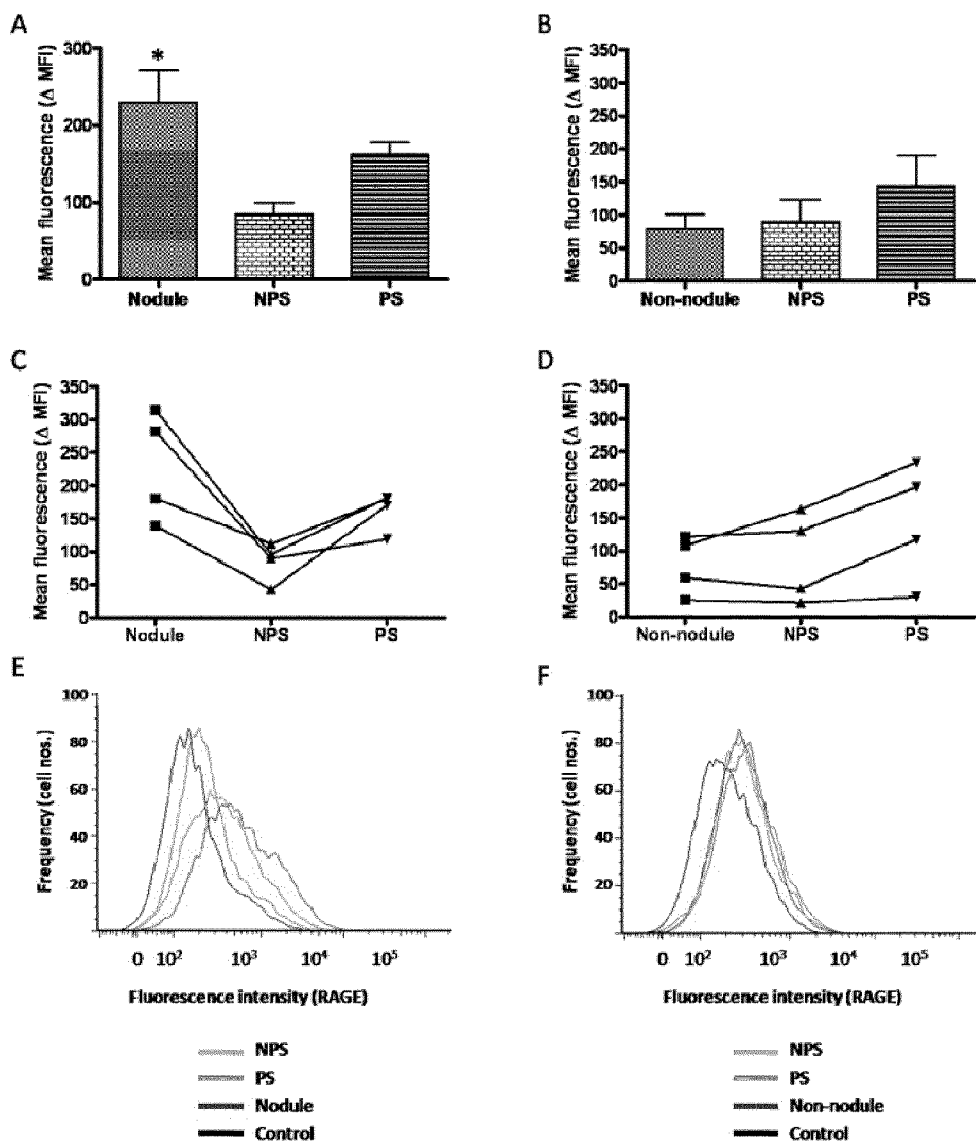 A
Mean fluorescence (Δ MFI)
300
200
100
0
*
Nodule NPS PS
B
Mean fluorescence (Δ MFI)
350
300
250
200
150
100
50
0
Non-nodule NPS PS
C
Mean fluorescence (Δ MFI)
350
300
250
200
150
100
50
0
Nodule NPS PS
D
Mean fluorescence (Δ MFI)
350
300
250
200
150
100
50
0
Non-nodule NPS PS
E
Frequency (cell nos.)
100
80
60
40
20
0 10² 10³ 10⁴ 10⁵
Fluorescence intensity (RAGE)
NPS
PS
Nodule
Control
F
Frequency (cell nos.)
100
80
60
40
20
0 10² 10³ 10⁴ 10⁵
Fluorescence intensity (RAGE)
NPS
PS
Non-nodule
Control